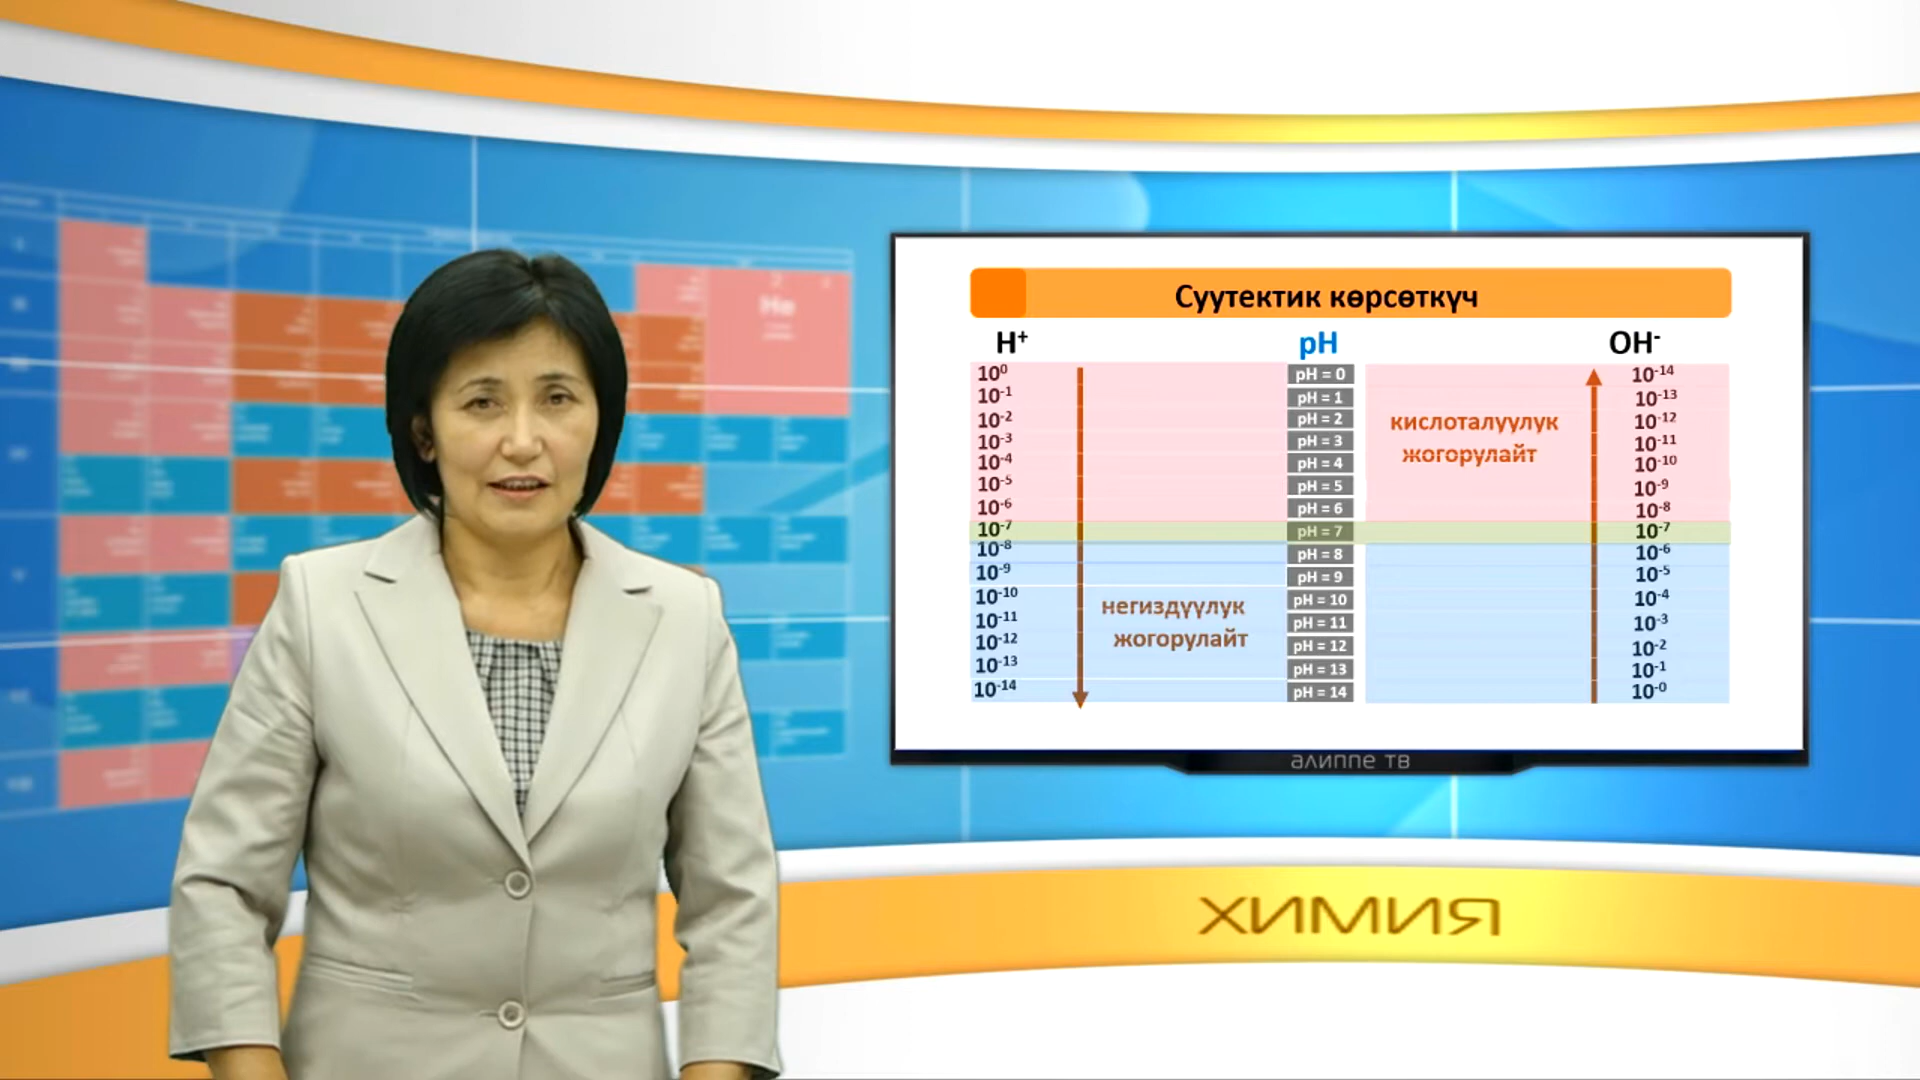 Суутектик көрсөткүч
H⁺ pH OH⁻
10⁰ pH = 0 10⁻¹⁴
10⁻¹ pH = 1 10⁻¹³
10⁻² pH = 2 10⁻¹²
10⁻³ pH = 3 10⁻¹¹
10⁻⁴ pH = 4 10⁻¹⁰
10⁻⁵ pH = 5 10⁻⁹
10⁻⁶ pH = 6 10⁻⁸
10⁻⁷ pH = 7 10⁻⁷
10⁻⁸ pH = 8 10⁻⁶
10⁻⁹ pH = 9 10⁻⁵
10⁻¹⁰ pH = 10 10⁻⁴
10⁻¹¹ pH = 11 10⁻³
10⁻¹² pH = 12 10⁻²
10⁻¹³ pH = 13 10⁻¹
10⁻¹⁴ pH = 14 10⁻⁰
кислоталуулук
жогорулайт
негиздүүлүк
жогорулайт
алиппе тв
ХИМИЯ
He